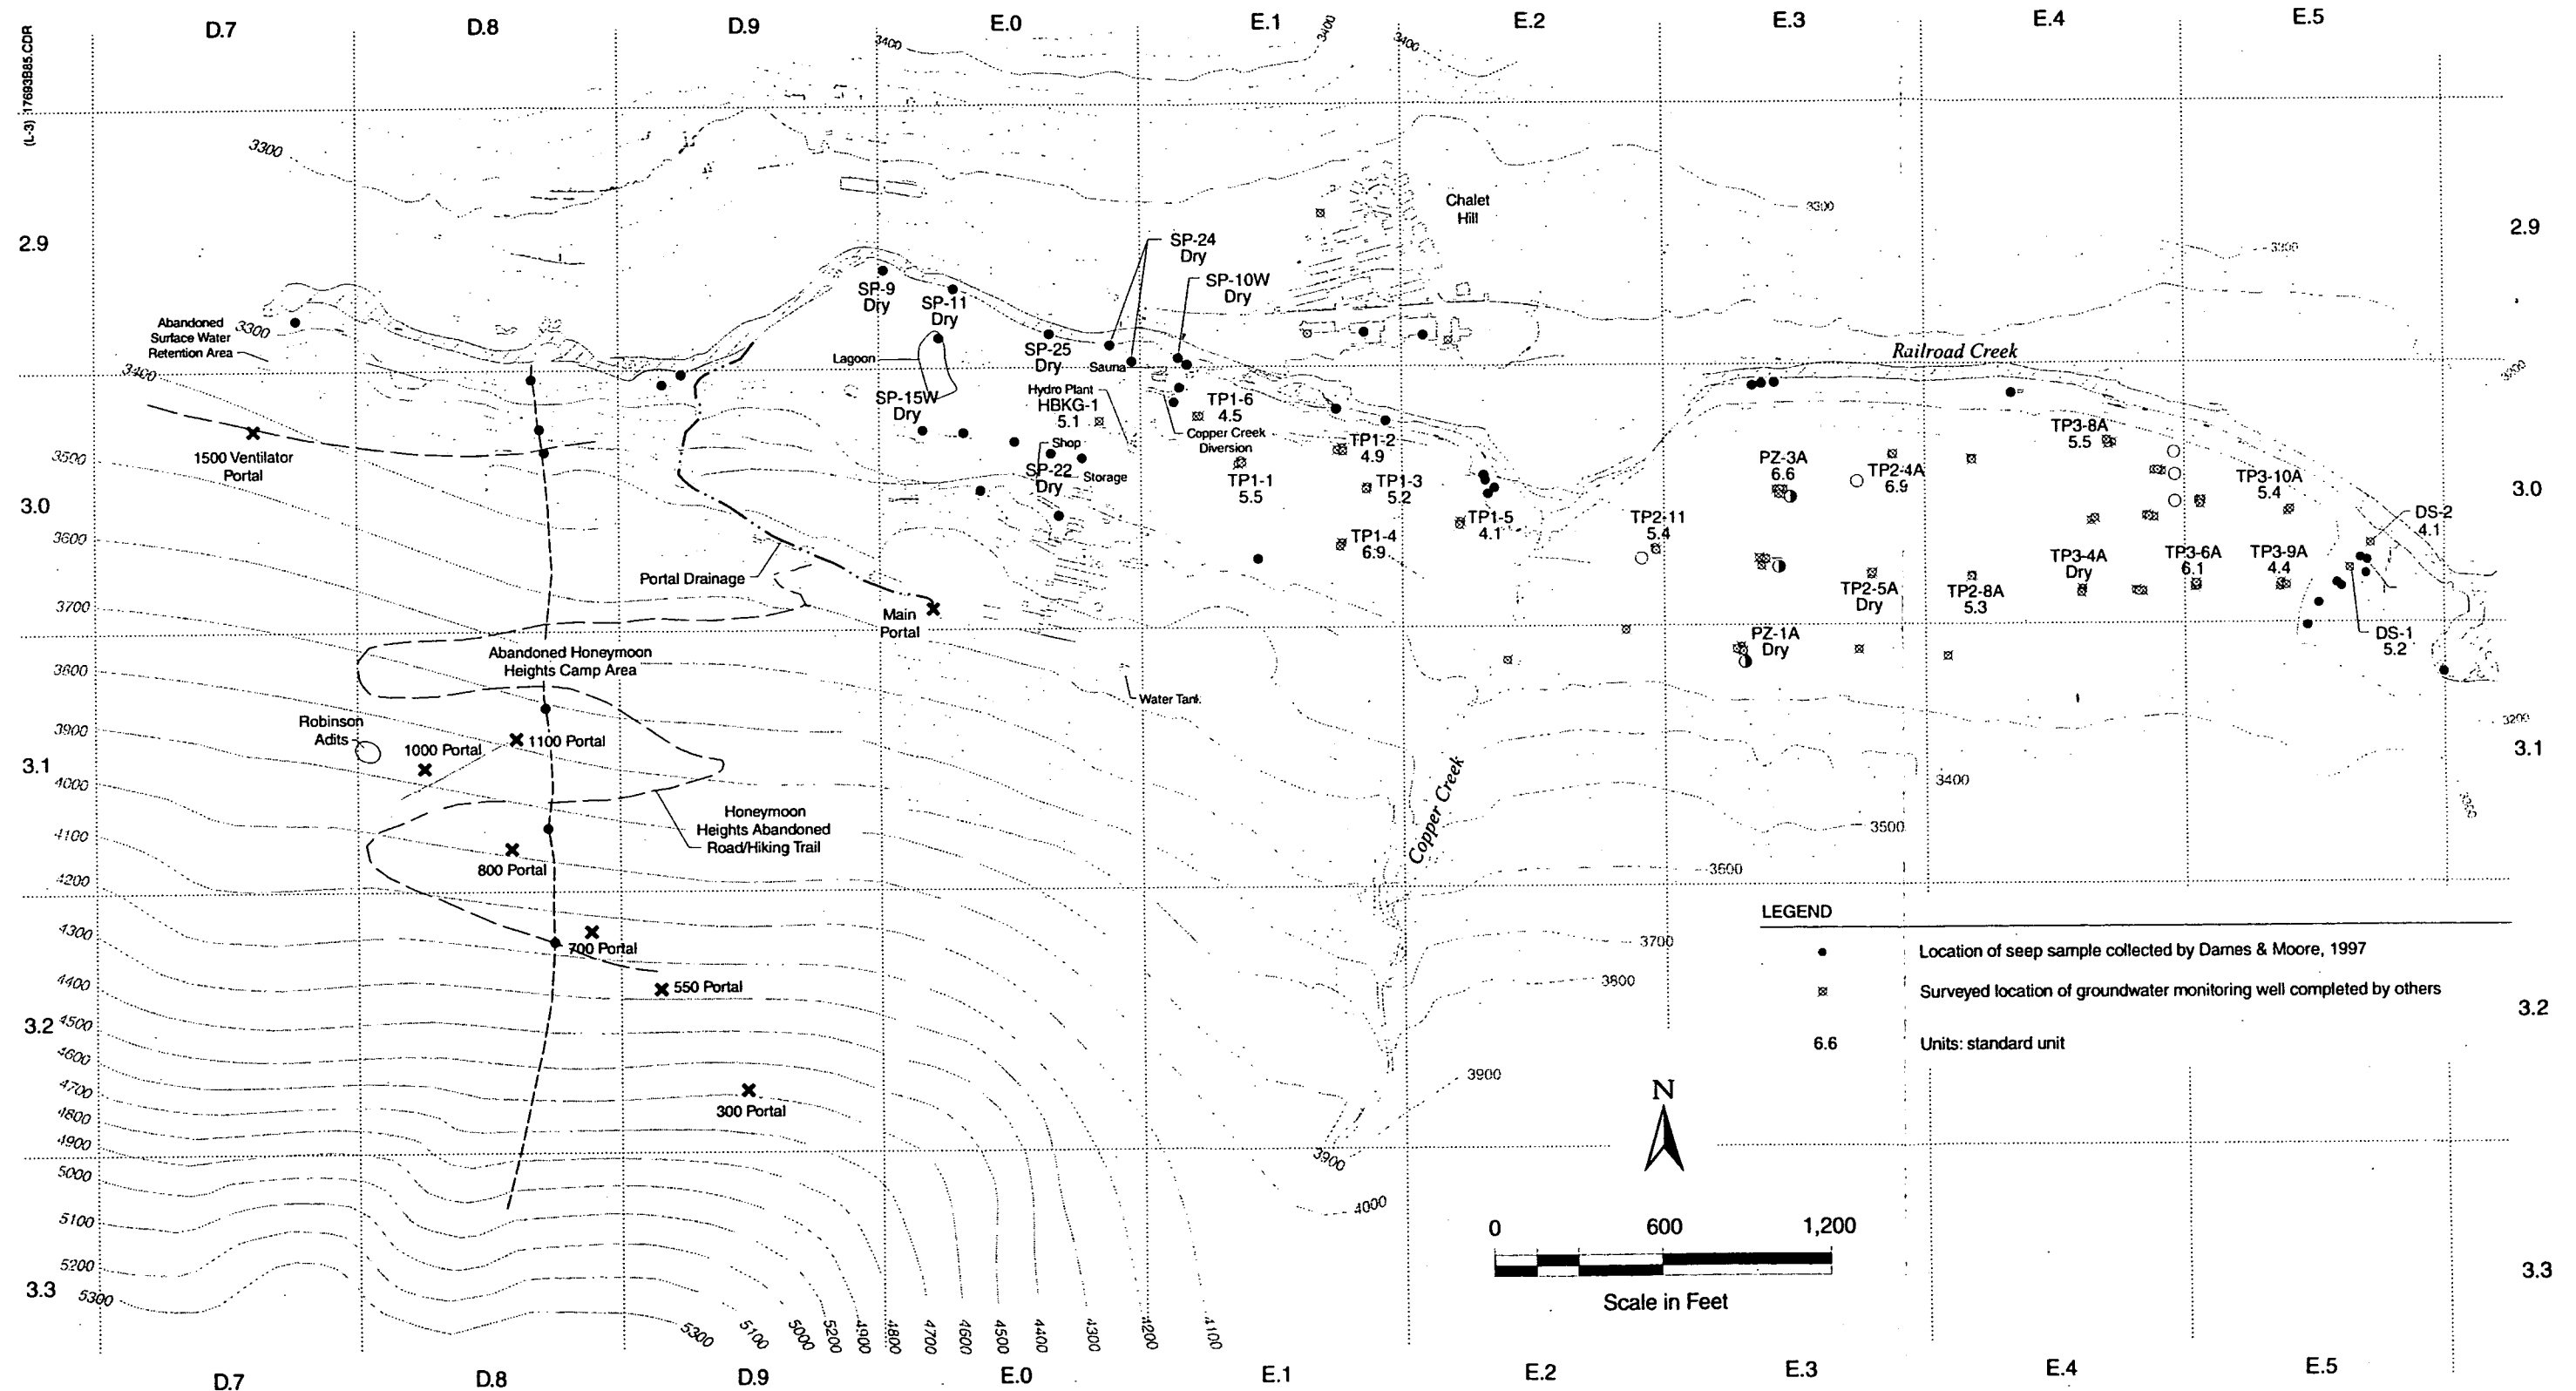 D.7 D.8 D.9 E.0 E.1 E.2 E.3 E.4 E.5
(L-3) 17693B85.CDR
3400
3400
3400
3300
3300
3300
2.9
2.9
Chalet
Hill
SP-24
Dry
SP-10W
Dry
SP-9
Dry
SP-11
Dry
Abandoned
Surface Water
Retention Area
3300
3400
Lagoon
SP-25
Dry
Sauna
Railroad Creek
SP-15W
Dry
Hydro Plant
HBKG-1
5.1
TP1-6
4.5
Copper Creek
Diversion
TP1-2
4.9
TP3-8A
5.5
1500 Ventilator
Portal
3500
Shop
SP-22
Dry
Storage
TP1-1
5.5
TP1-3
5.2
PZ-3A
6.6
TP2-4A
6.9
TP3-10A
5.4
3.0
3.0
TP1-5
4.1
TP2-11
5.4
DS-2
4.1
3600
TP1-4
6.9
TP3-4A
Dry
TP3-6A
6.1
TP3-9A
4.4
Portal Drainage
TP2-5A
Dry
TP2-8A
5.3
3700
Main
Portal
PZ-1A
Dry
DS-1
5.2
Abandoned Honeymoon
Heights Camp Area
3800
Water Tank
Robinson
Adits
3900
1000 Portal
1100 Portal
3200
3.1
3.1
4000
3400
Copper Creek
Honeymoon
Heights Abandoned
Road/Hiking Trail
4100
3500
800 Portal
3600
4200
LEGEND
4300
700 Portal
3700
Location of seep sample collected by Dames & Moore, 1997
4400
550 Portal
3800
Surveyed location of groundwater monitoring well completed by others
3.2
3.2
4500
6.6 Units: standard unit
4600
4700
3900
N
300 Portal
4800
4900
3900
5000
4000
5100
0 600 1,200
5200
Scale in Feet
3.3
3.3
5300
5300 5100 5000 5200 4900 4800 4700 4600 4500 4400 4300 4200 4100
D.7 D.8 D.9 E.0 E.1 E.2 E.3 E.4 E.5